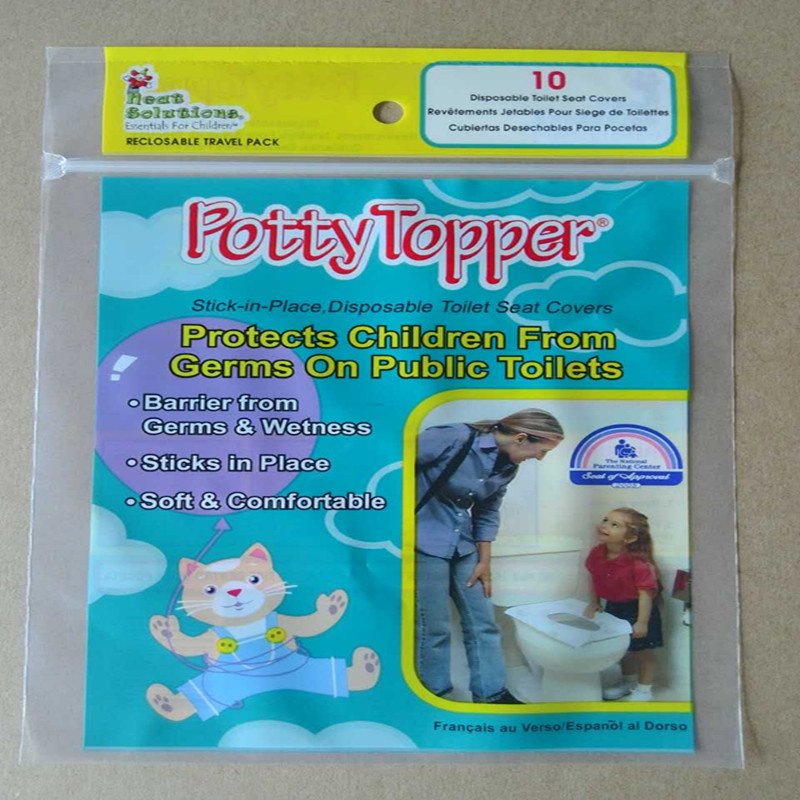 Neat
Solutions®
Essentials For Children™
RECLOSABLE TRAVEL PACK
10
Disposable Toilet Seat Covers
Revêtements Jetables Pour Siege de Toilettes
Cubiertas Desechables Para Pocetas
Potty Topper®
Stick-in-Place, Disposable Toilet Seat Covers
Protects Children From
Germs On Public Toilets
• Barrier from
Germs & Wetness
• Sticks in Place
• Soft & Comfortable
The National
Parenting Center
Seal of Approval
Français au Verso/Español al Dorso